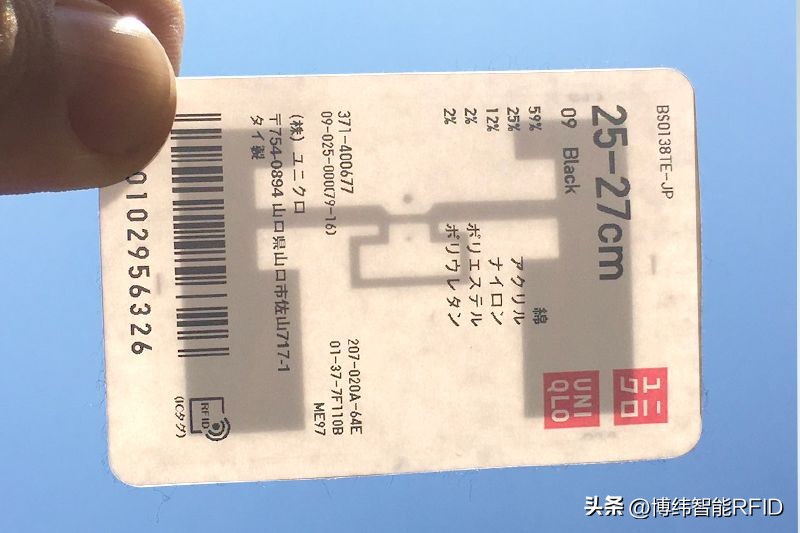 BS0138TE-JP
ユニクロ
UNIQLO
25-27cm
09 Black
59% 綿
25% アクリル
12% ナイロン
2% ポリエステル
2% ポリウレタン
371-400677
09-025-000(79-16)
207-020A-64E
01-37-7F110B
ME97
(株) ユニクロ
〒754-0894 山口県山口市佐山717-1
タイ製
RFID
(ICタグ)
0102956326
头条 @博纬智能RFID